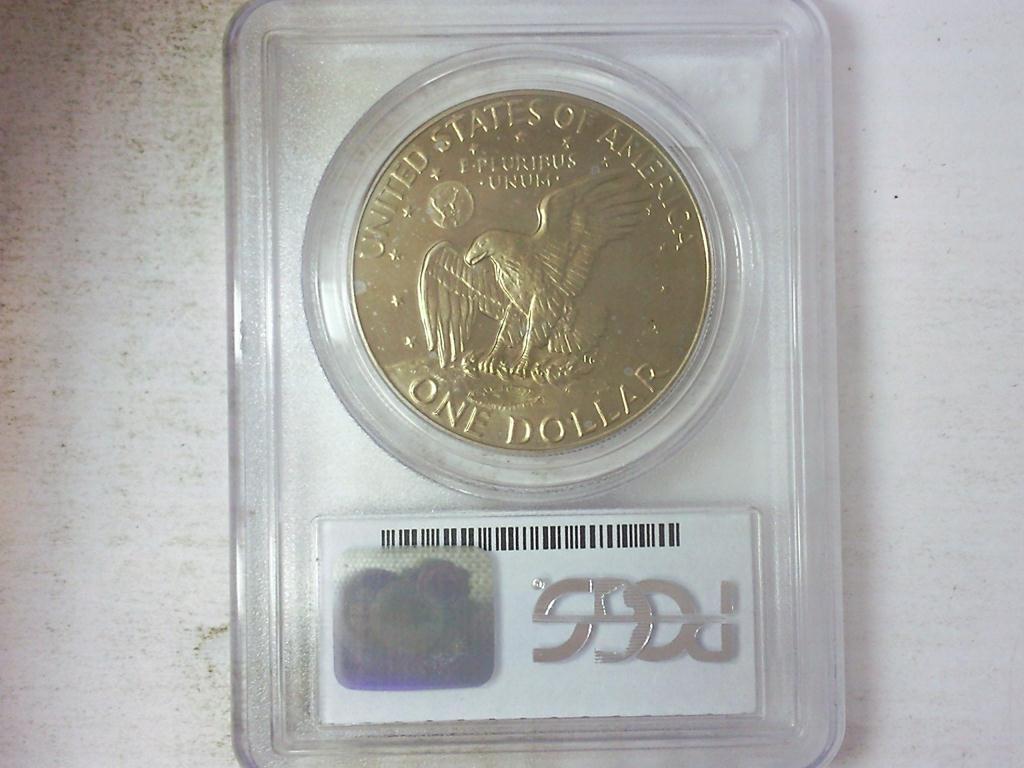 UNITED STATES OF AMERICA
E·PLURIBUS
·UNUM·
ONE DOLLAR
PCGS